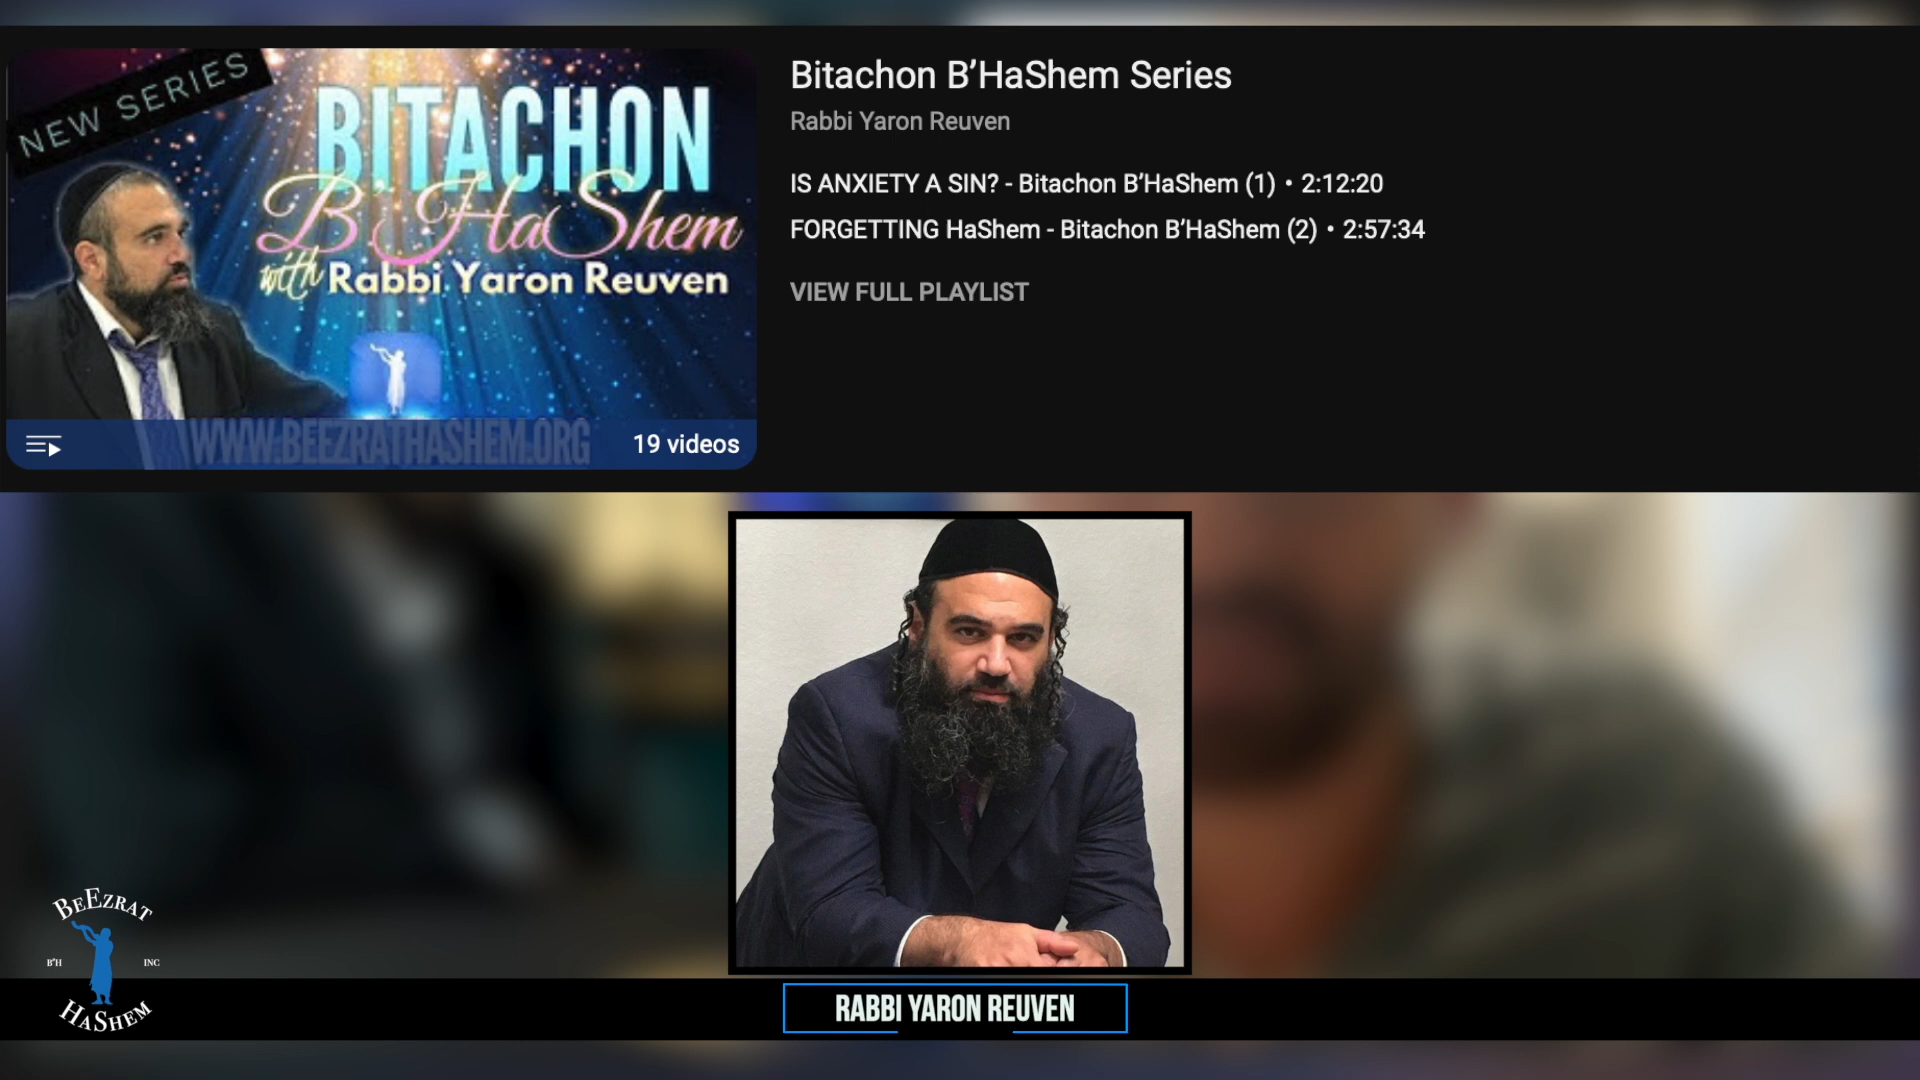 NEW SERIES
BITACHON
B'HaShem
with Rabbi Yaron Reuven
WWW.BEEZRATHASHEM.ORG
19 videos
Bitachon B’HaShem Series
Rabbi Yaron Reuven
IS ANXIETY A SIN? - Bitachon B’HaShem (1) • 2:12:20
FORGETTING HaShem - Bitachon B’HaShem (2) • 2:57:34
VIEW FULL PLAYLIST
BEEZRAT
B"H INC
HASHEM
RABBI YARON REUVEN